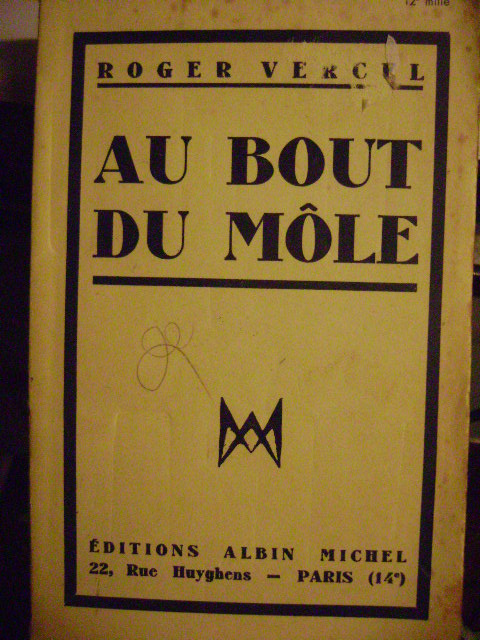 12e mille
ROGER VERCEL
AU BOUT
DU MÔLE
ÉDITIONS ALBIN MICHEL
22, Rue Huyghens — PARIS (14e)